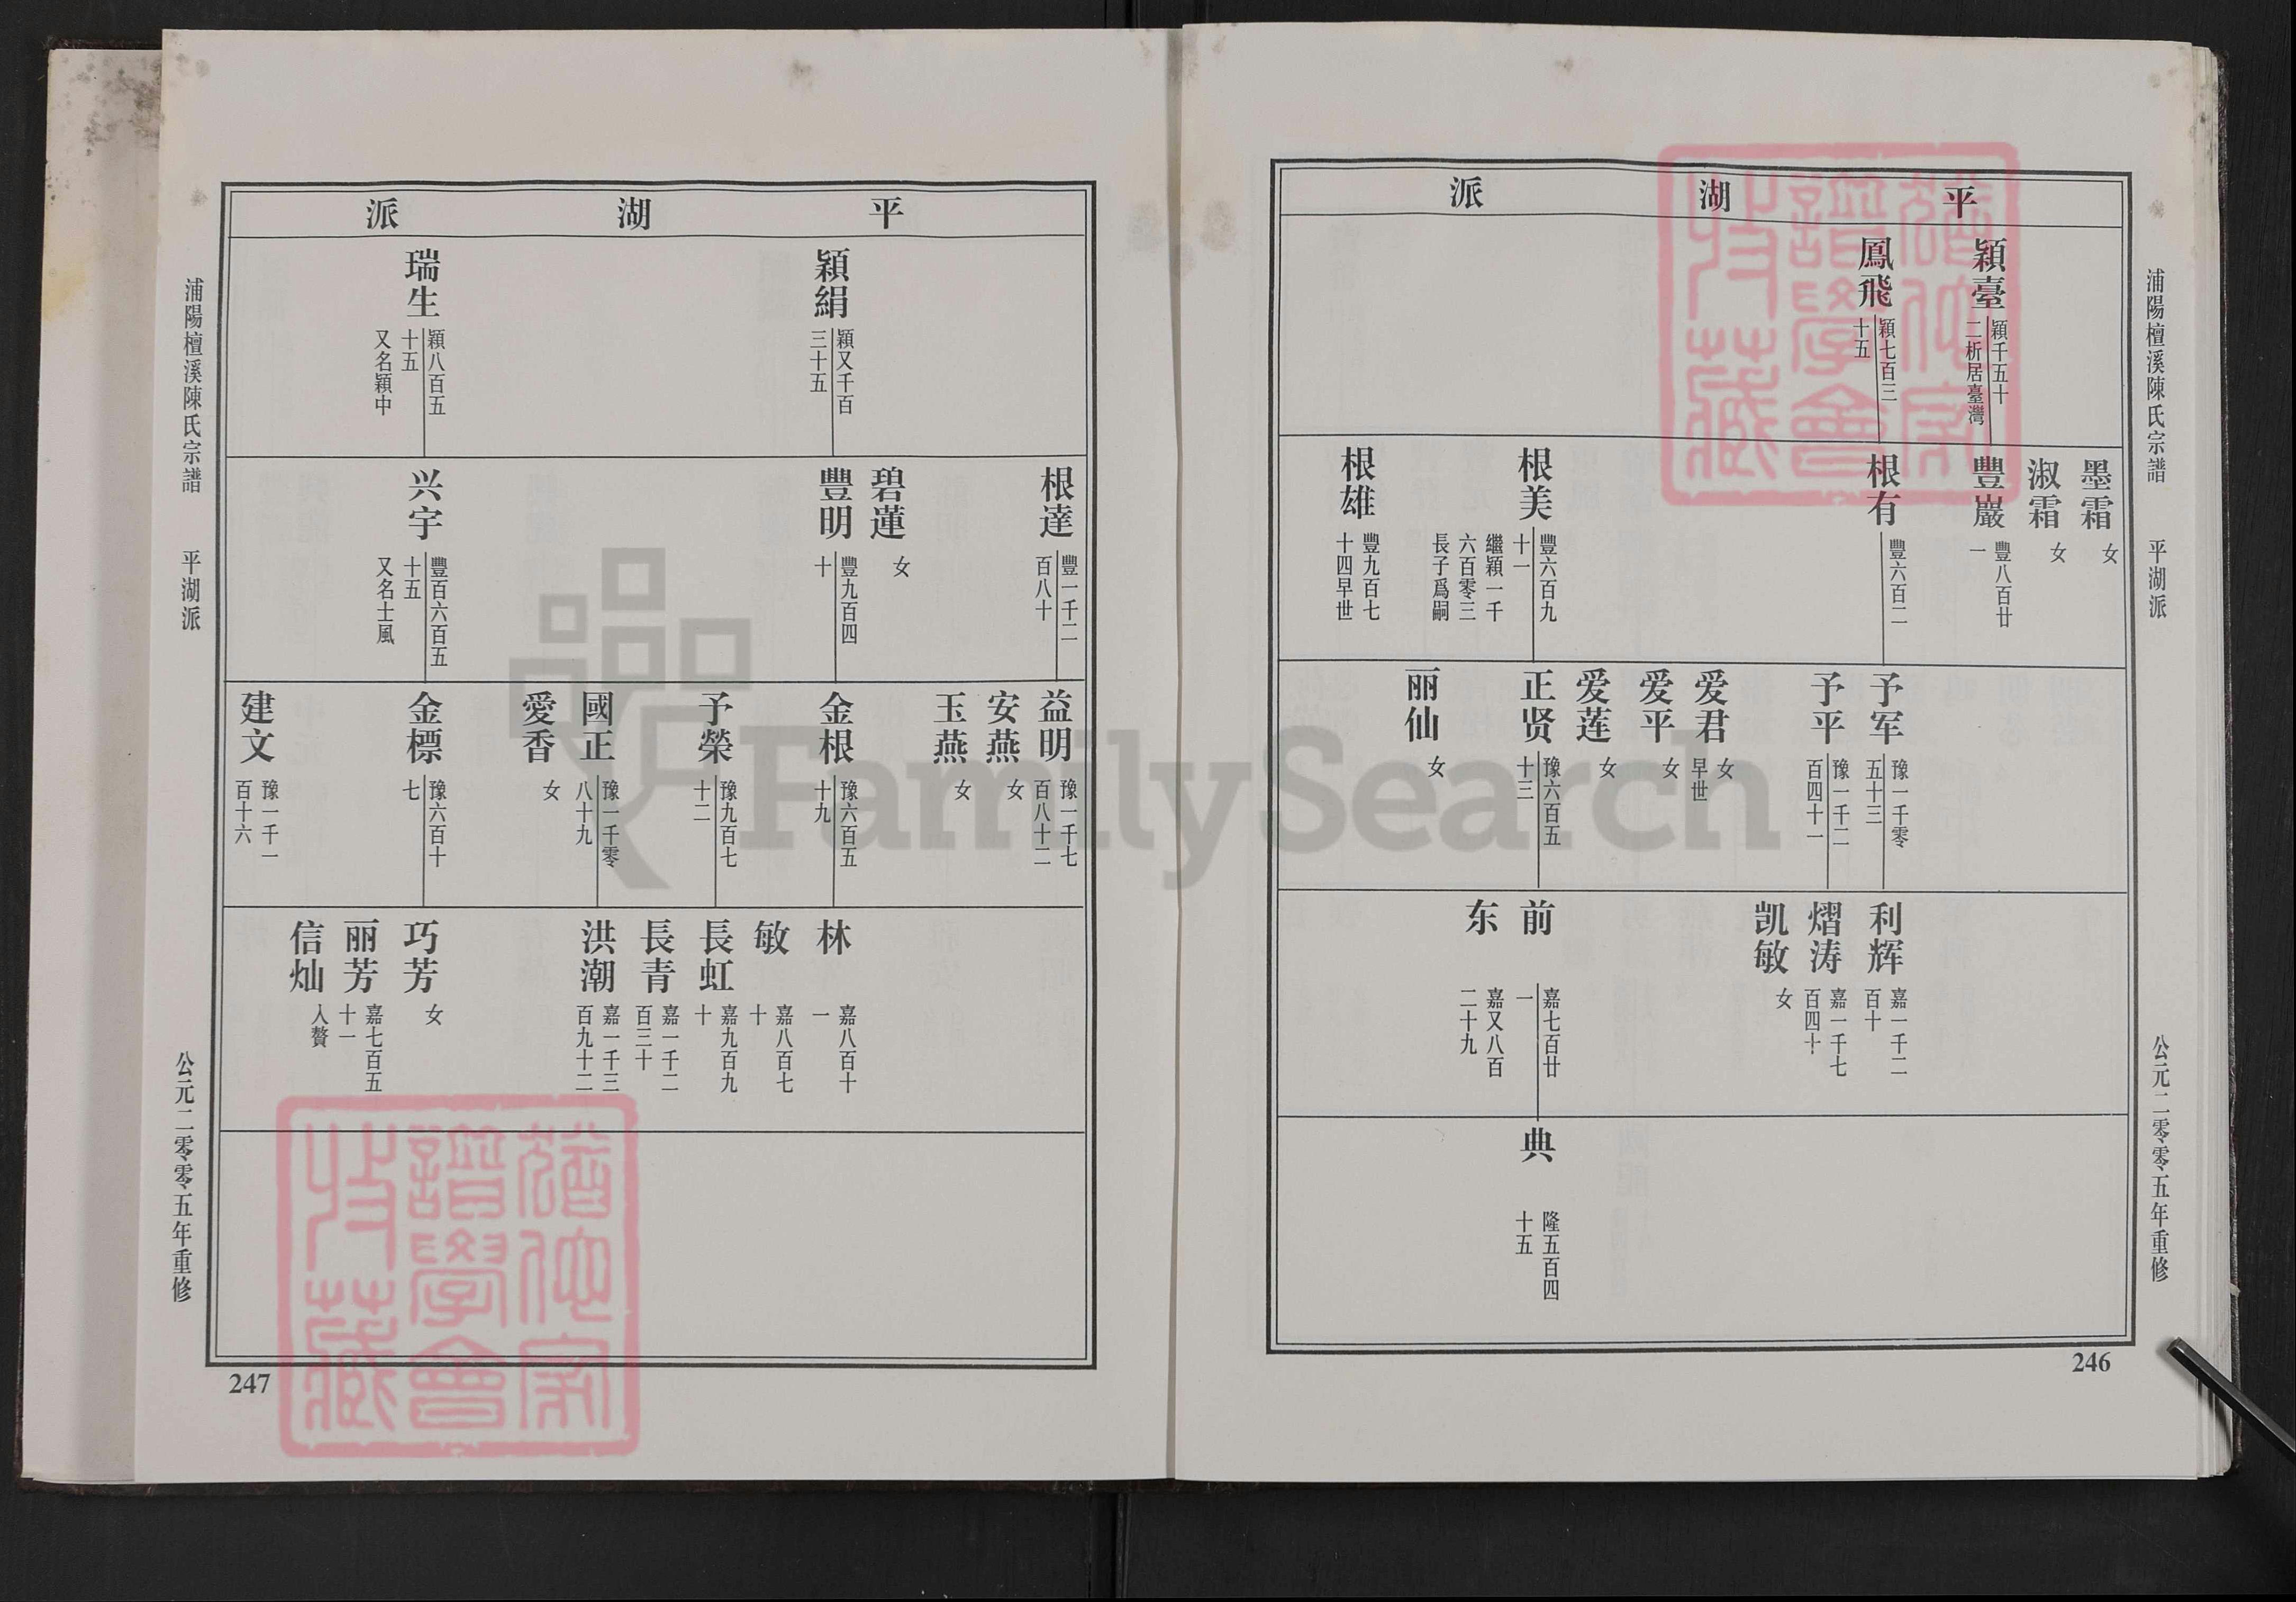 浦陽檀溪陳氏宗譜 平湖派 公元二零零五年重修
平湖派
穎臺 穎千五十二析居臺灣
鳳飛 穎七百三十五
墨霜 女
淑霜 女
豐巖 豐八百廿一
根有 豐六百二
根美 豐六百九十一 繼穎一千六百零三長子爲嗣
根雄 豐九百七十四早世
予军 豫一千零五十三
予平 豫一千二百四十一
爱君 女早世
爱平 女
爱莲 女
正贤 豫六百五十三
丽仙 女
利辉 嘉一千二百十
熠涛 嘉一千七百四十
凯敏 女
前 嘉七百廿一
东 嘉又八百二十九
典 隆五百四十五
246
平湖派
穎絹 穎又千百三十五
瑞生 穎八百五十五 又名穎中
根達 豐一千二百八十
碧蓮 女
豐明 豐九百四十
兴宇 豐百六百五十五 又名士風
益明 豫一千七百八十二
安燕 女
玉燕 女
金根 豫六百五十九
予榮 豫九百七十二
國正 豫一千零八十九
愛香 女
金標 豫六百十七
建文 豫一千一百十六
林 嘉八百十一
敏 嘉八百七十
長虹 嘉九百九十
長青 嘉一千二百三十
洪潮 嘉一千三百九十二
巧芳 女
丽芳 嘉七百五十一
信灿 入贅
浦陽檀溪陳氏宗譜 平湖派 公元二零零五年重修
247
FamilySearch